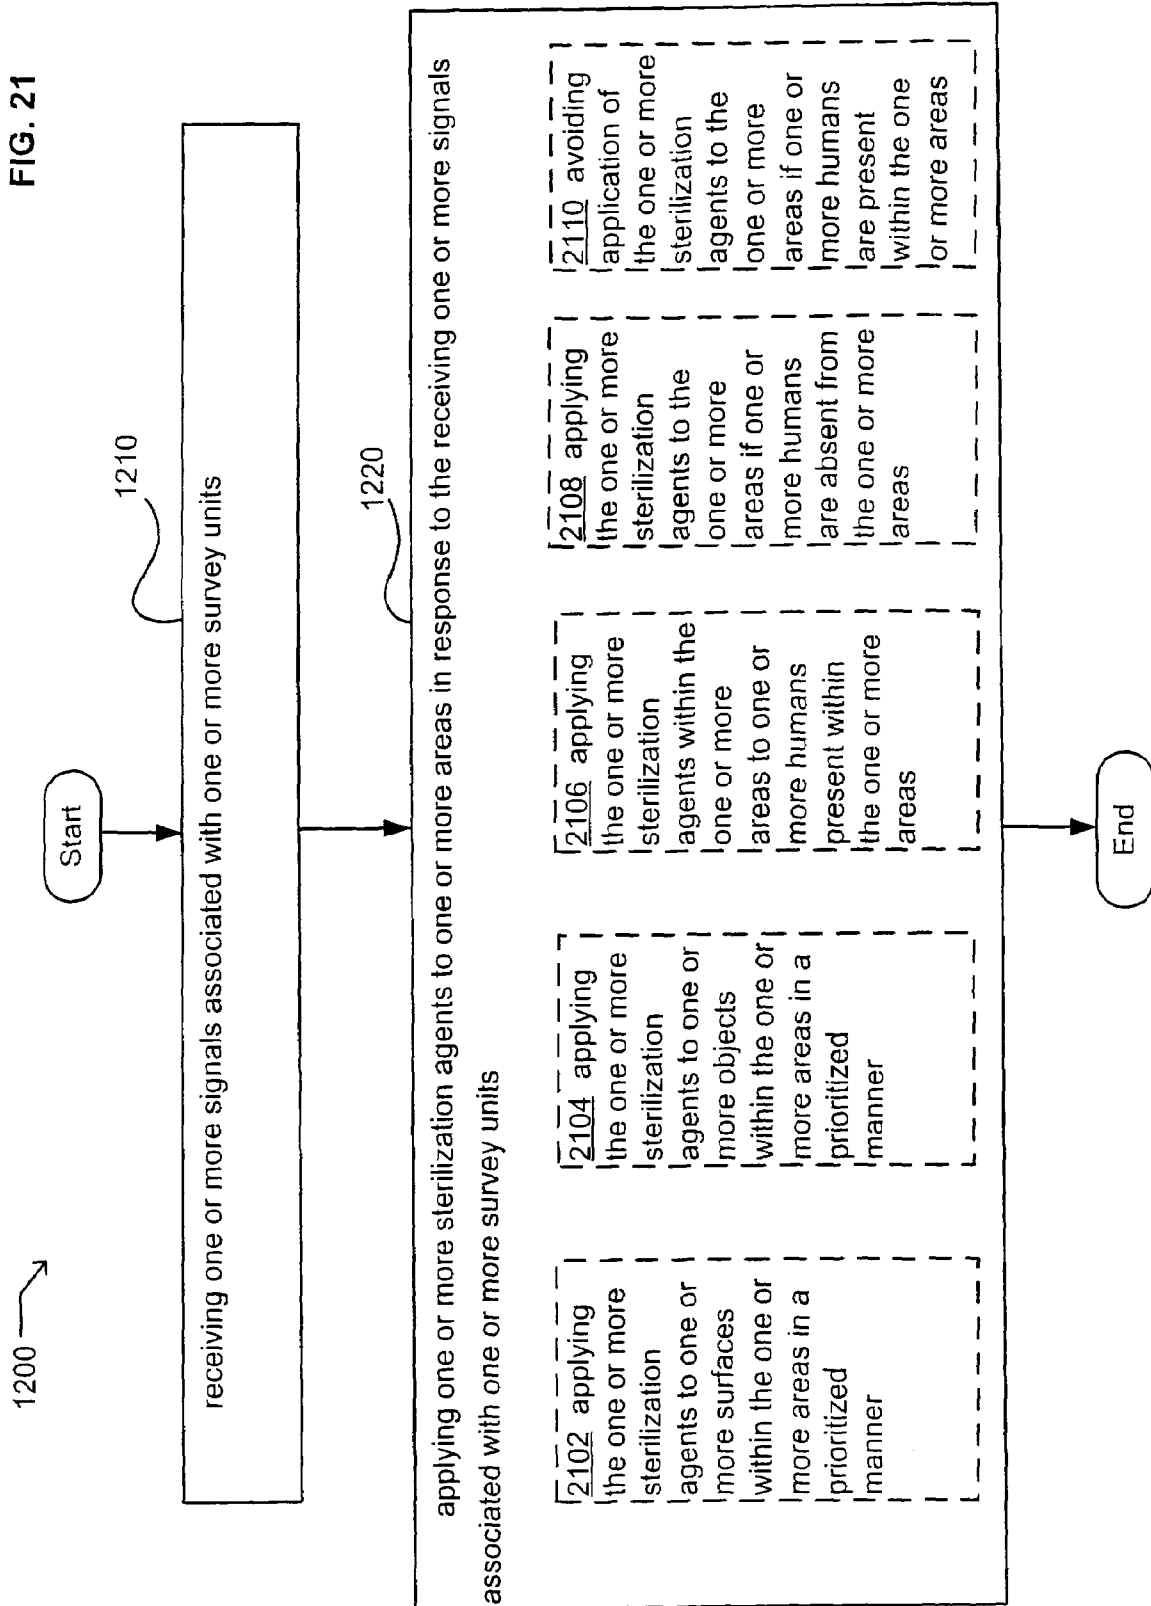 FIG. 21
1200
Start
1210
receiving one or more signals associated with one or more survey units
1220
applying one or more sterilization agents to one or more areas in response to the receiving one or more signals
associated with one or more survey units
2102 applying
the one or more
sterilization
agents to one or
more surfaces
within the one or
more areas in a
prioritized
manner
2104 applying
the one or more
sterilization
agents to one or
more objects
within the one or
more areas in a
prioritized
manner
2106 applying
the one or more
sterilization
agents within the
one or more
areas to one or
more humans
present within
the one or more
areas
2108 applying
the one or more
sterilization
agents to the
one or more
areas if one or
more humans
are absent from
the one or more
areas
2110 avoiding
application of
the one or more
sterilization
agents to the
one or more
areas if one or
more humans
are present
within the one
or more areas
End